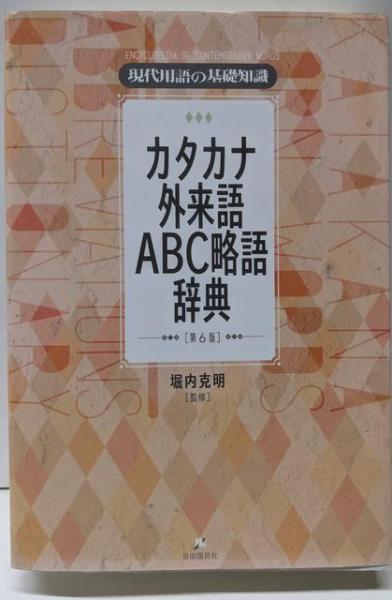 ENCYCLOPEDIA OF CONTEMPORARY WORDS
現代用語の基礎知識
カタカナ
外来語
ABC略語
辞典
[第6版]
堀内克明
[監修]
自由国民社